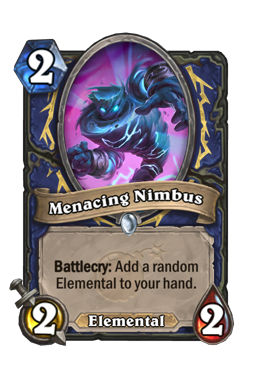 2
Menacing Nimbus
Battlecry: Add a random
Elemental to your hand.
2
Elemental
2